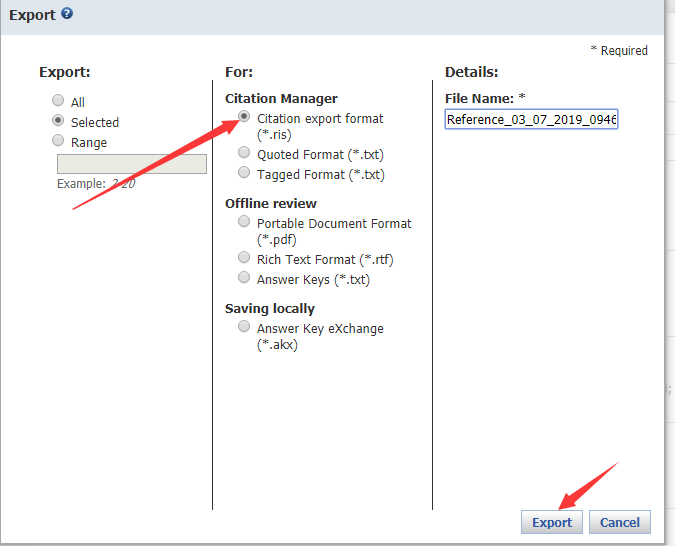 Export
* Required
Export:
All
Selected
Range
Example: 2-20
For:
Citation Manager
Citation export format
(*.ris)
Quoted Format (*.txt)
Tagged Format (*.txt)
Offline review
Portable Document Format
(*.pdf)
Rich Text Format (*.rtf)
Answer Keys (*.txt)
Saving locally
Answer Key eXchange
(*.akx)
Details:
File Name: *
Reference_03_07_2019_0946
Export
Cancel